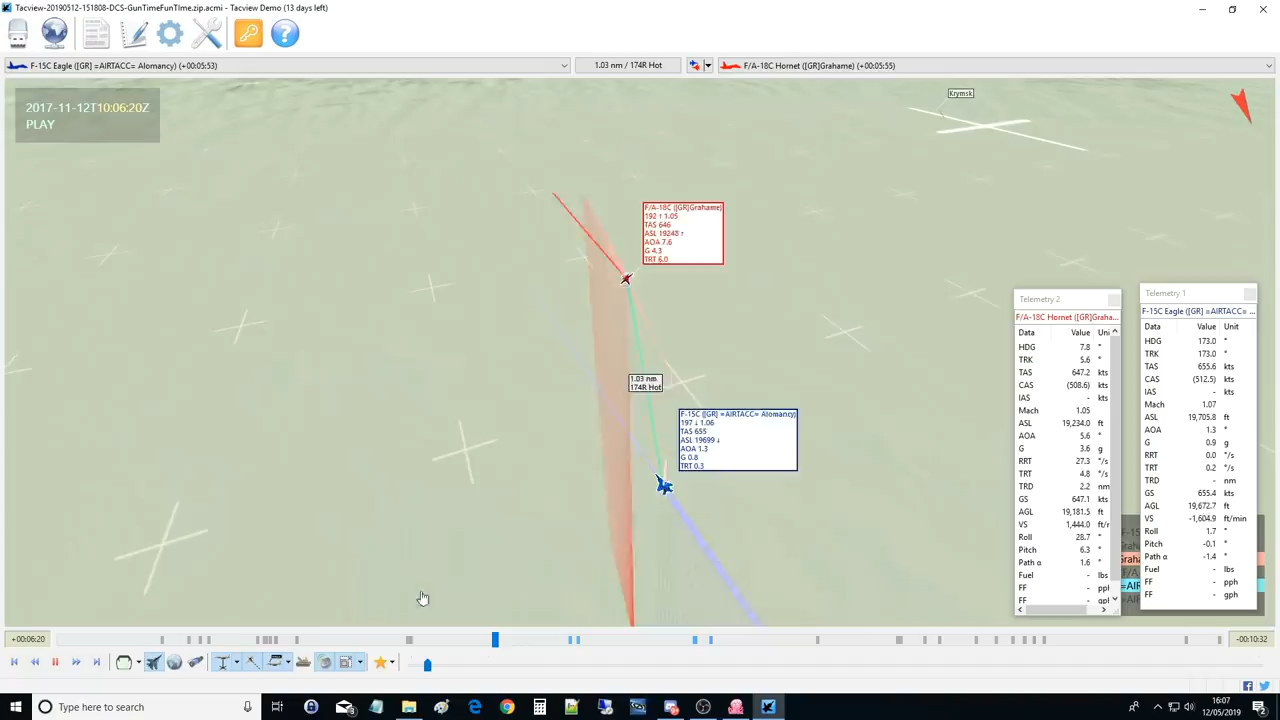 Tacview-20190512-151808-DCS-GunTimeFunTIme.zip.acmi - Tacview Demo (13 days left)
F-15C Eagle ([GR] =AIRTACC= Alomancy) (+00:05:53)
1.03 nm / 174R Hot
F/A-18C Hornet ([GR]Grahame) (+00:05:55)
2017-11-12T10:06:20Z
PLAY
Krymsk
F/A-18C ([GR]Grahame)
192 ↑ 1.05
TAS 646
ASL 19248 ↑
AOA 7.6
G 4.3
TRT 6.0
1.03 nm
174R Hot
F-15C ([GR] =AIRTACC= Alomancy)
197 ↓ 1.06
TAS 655
ASL 19699 ↓
AOA 1.3
G 0.8
TRT 0.3
Telemetry 2
F/A-18C Hornet ([GR]Graha...
Data Value Uni
HDG 7.8 °
TRK 5.6 °
TAS 647.2 kts
CAS (508.6) kts
IAS - kts
Mach 1.05
ASL 19,234.0 ft
AOA 5.6 °
G 3.6 g
RRT 27.3 °/s
TRT 4.8 °/s
TRD 2.2 nm
GS 647.1 kts
AGL 19,181.5 ft
VS 1,444.0 ft/r
Roll 28.7 °
Pitch 6.3 °
Path α 1.6 °
Fuel - lbs
FF - ppl
FF - gpl
Telemetry 1
F-15C Eagle ([GR] =AIRTACC= ...
Data Value Unit
HDG 173.0 °
TRK 173.0 °
TAS 655.6 kts
CAS (512.5) kts
IAS - kts
Mach 1.07
ASL 19,705.8 ft
AOA 1.3 °
G 0.9 g
RRT 0.0 °/s
TRT 0.2 °/s
TRD - nm
GS 655.4 kts
AGL 19,672.7 ft
VS -1,604.9 ft/min
Roll 1.7 °
Pitch -0.1 °
Path α -1.4 °
Fuel - lbs
FF - pph
FF - gph
+00:06:20
-00:10:32
Type here to search
16:07
12/05/2019